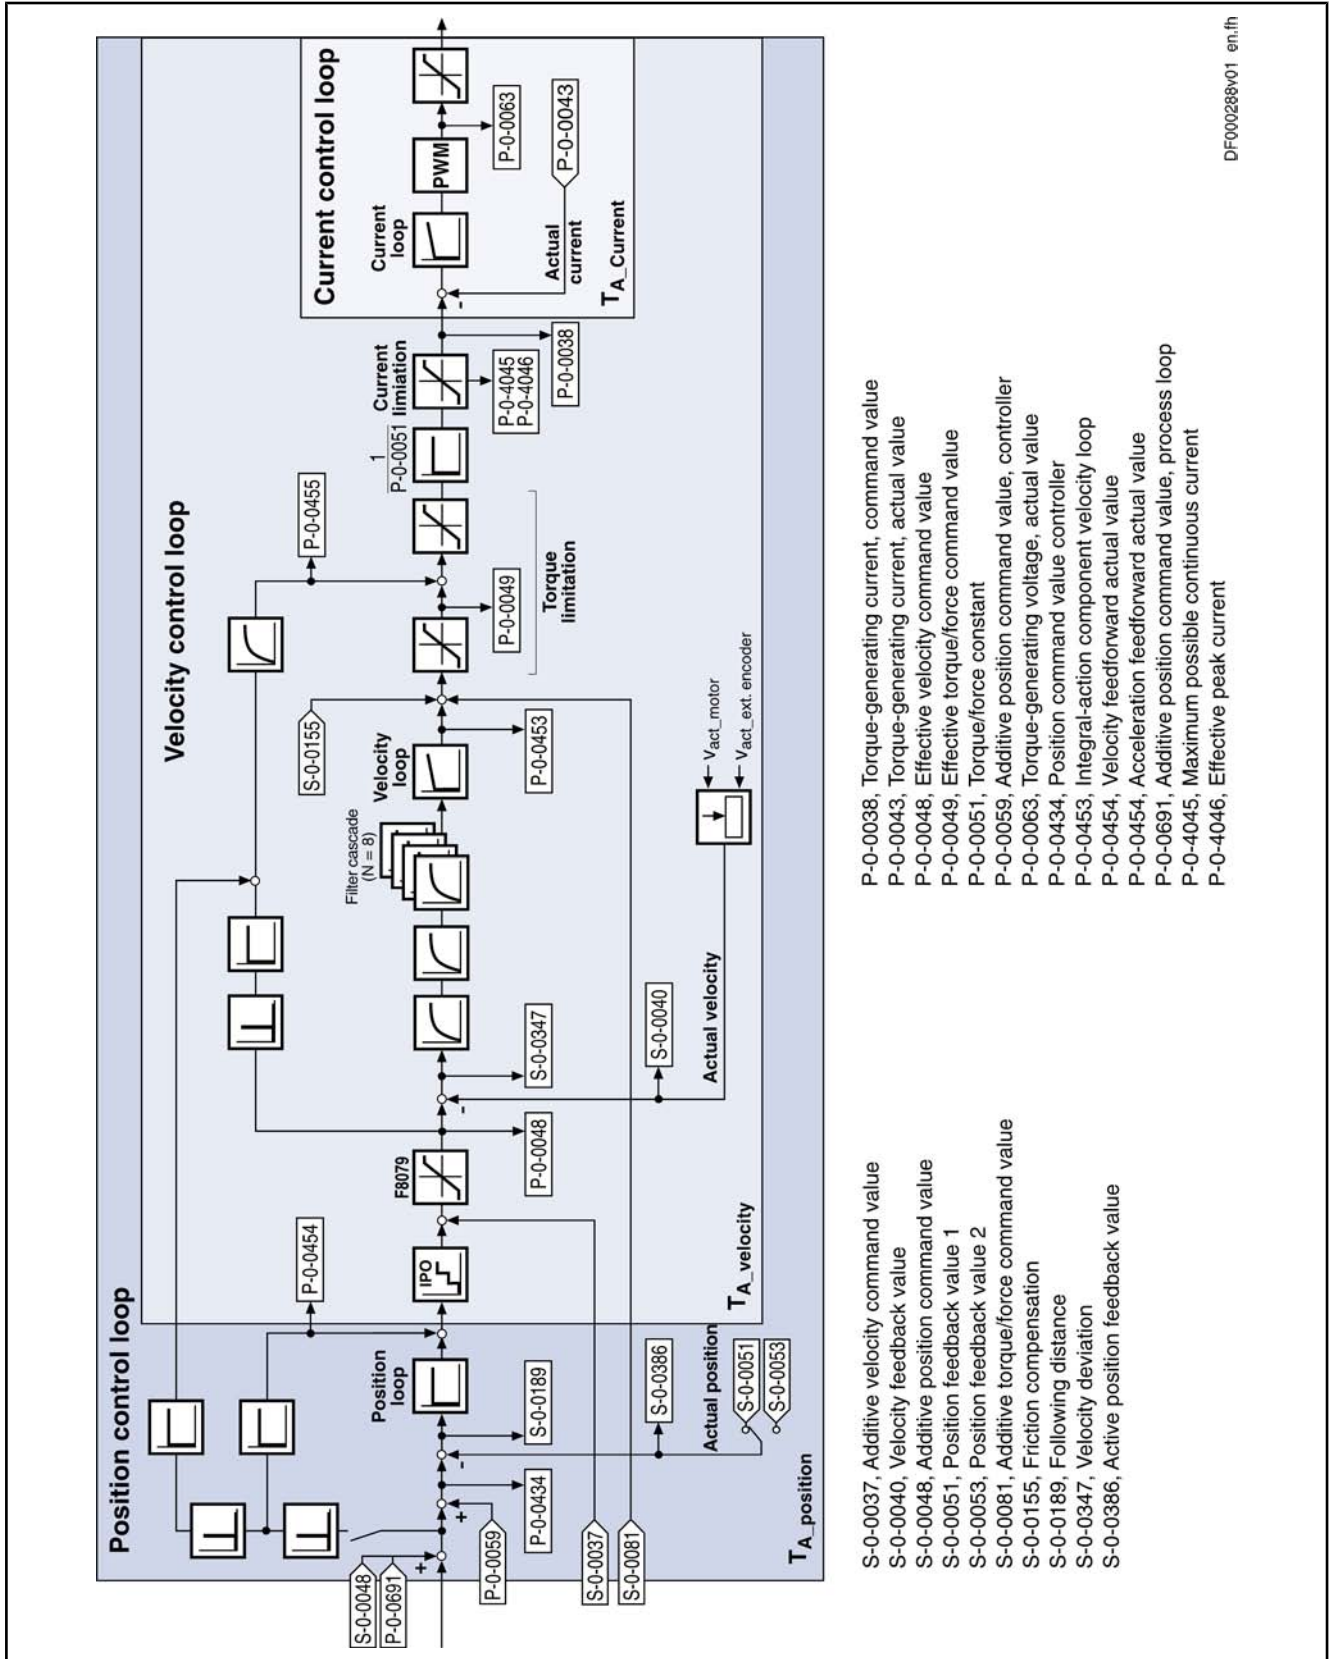 Position control loop
Velocity control loop
Current control loop
S-0-0048
P-0-0691
+
+
P-0-0059
P-0-0434
-
S-0-0189
Position
loop
P-0-0454
S-0-0386
Actual position
S-0-0051
S-0-0053
S-0-0037
S-0-0081
TA_position
IPO
F8079
P-0-0048
-
S-0-0347
S-0-0040
Actual velocity
TA_velocity
Filter cascade
(N = 8)
Velocity
loop
P-0-0453
S-0-0155
Vact_motor
Vact_ext. encoder
P-0-0049
Torque
limitation
P-0-0455
1
P-0-0051
Current
limiation
P-0-4045
P-0-4046
P-0-0038
-
Current
loop
PWM
P-0-0063
Actual
current
P-0-0043
TA_Current
S-0-0037, Additive velocity command value
S-0-0040, Velocity feedback value
S-0-0048, Additive position command value
S-0-0051, Position feedback value 1
S-0-0053, Position feedback value 2
S-0-0081, Additive torque/force command value
S-0-0155, Friction compensation
S-0-0189, Following distance
S-0-0347, Velocity deviation
S-0-0386, Active position feedback value
P-0-0038, Torque-generating current, command value
P-0-0043, Torque-generating current, actual value
P-0-0048, Effective velocity command value
P-0-0049, Effective torque/force command value
P-0-0051, Torque/force constant
P-0-0059, Additive position command value, controller
P-0-0063, Torque-generating voltage, actual value
P-0-0434, Position command value controller
P-0-0453, Integral-action component velocity loop
P-0-0454, Velocity feedforward actual value
P-0-0454, Acceleration feedforward actual value
P-0-0691, Additive position command value, process loop
P-0-4045, Maximum possible continuous current
P-0-4046, Effective peak current
DF000288v01_en.fh